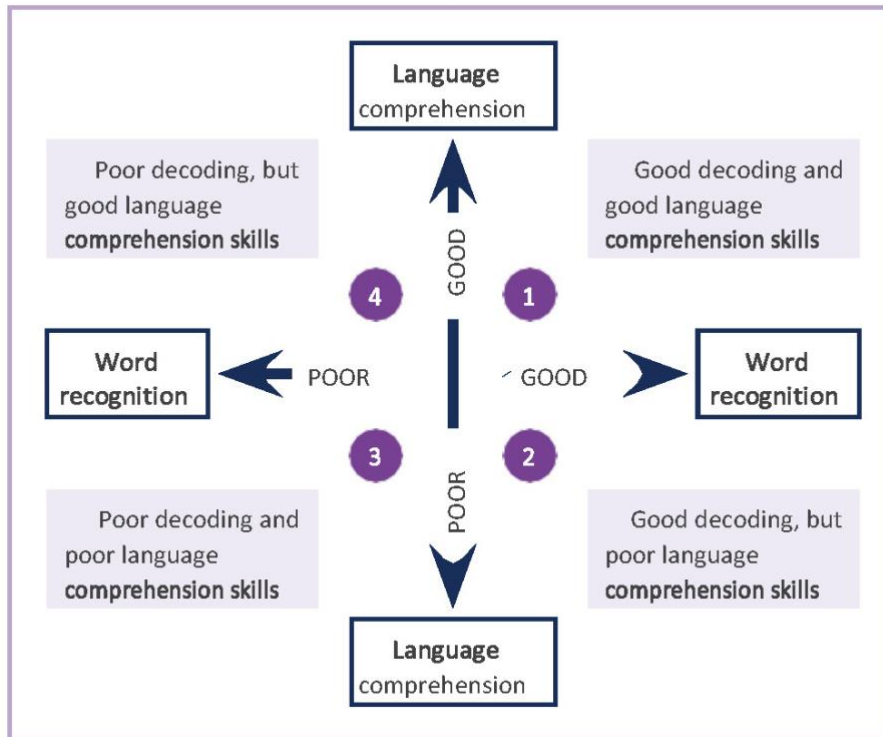 Language
comprehension
Poor decoding, but
good language
comprehension skills
Good decoding and
good language
comprehension skills
GOOD
4
1
Word
recognition
POOR
GOOD
Word
recognition
3
2
POOR
Poor decoding and
poor language
comprehension skills
Good decoding, but
poor language
comprehension skills
Language
comprehension